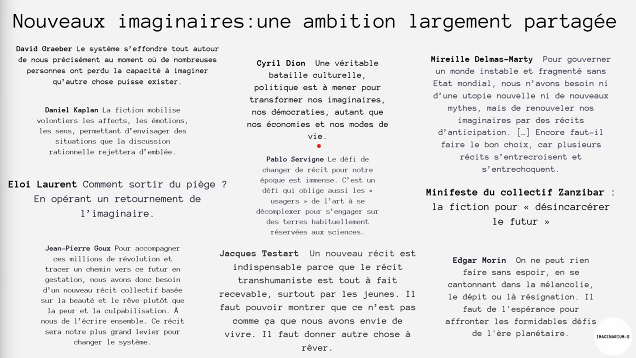 Nouveaux imaginaires:une ambition largement partagée
David Graeber Le système s'effondre tout autour
de nous précisément au moment où de nombreuses
personnes ont perdu la capacité à imaginer
qu'autre chose puisse exister.
Daniel Kaplan La fiction mobilise
volontiers les affects, les émotions,
les sens, permettant d'envisager des
situations que la discussion
rationnelle rejettera d'emblée.
Eloi Laurent Comment sortir du piège ?
En opérant un retournement de
l'imaginaire.
Jean-Pierre Goux Pour accompagner
ces millions de révolution et
tracer un chemin vers ce futur en
gestation, nous avons donc besoin
d'un nouveau récit collectif basée
sur la beauté et le rêve plutôt que
la peur et la culpabilisation. À
nous de l'écrire ensemble. Ce récit
sera notre plus grand levier pour
changer le système.
Cyril Dion Une véritable
bataille culturelle,
politique est à mener pour
transformer nos imaginaires,
nos démocraties, autant que
nos économies et nos modes de
vie.
Pablo Servigne Le défi de
changer de récit pour notre
époque est immense. C'est un
défi qui oblige aussi les «
usagers » de l'art à se
décomplexer pour s'engager sur
des terres habituellement
réservées aux sciences.
Jacques Testart Un nouveau récit est
indispensable parce que le récit
transhumaniste est tout à fait
recevable, surtout par les jeunes. Il
faut pouvoir montrer que ce n'est pas
comme ça que nous avons envie de
vivre. Il faut donner autre chose à
rêver.
Mireille Delmas-Marty Pour gouverner
un monde instable et fragmenté sans
Etat mondial, nous n'avons besoin ni
d'une utopie nouvelle ni de nouveaux
mythes, mais de renouveler nos
imaginaires par des récits
d'anticipation. […] Encore faut-il
faire le bon choix, car plusieurs
récits s'entrecroisent et
s'entrechoquent.
Minifeste du collectif Zanzibar :
la fiction pour « désincarcérer
le futur »
Edgar Morin On ne peut rien
faire sans espoir, en se
cantonnant dans la mélancolie,
le dépit ou là résignation. Il
faut de l'espérance pour
affronter les formidables défis
de l'ère planétaire.
IMAGINARIUM-S